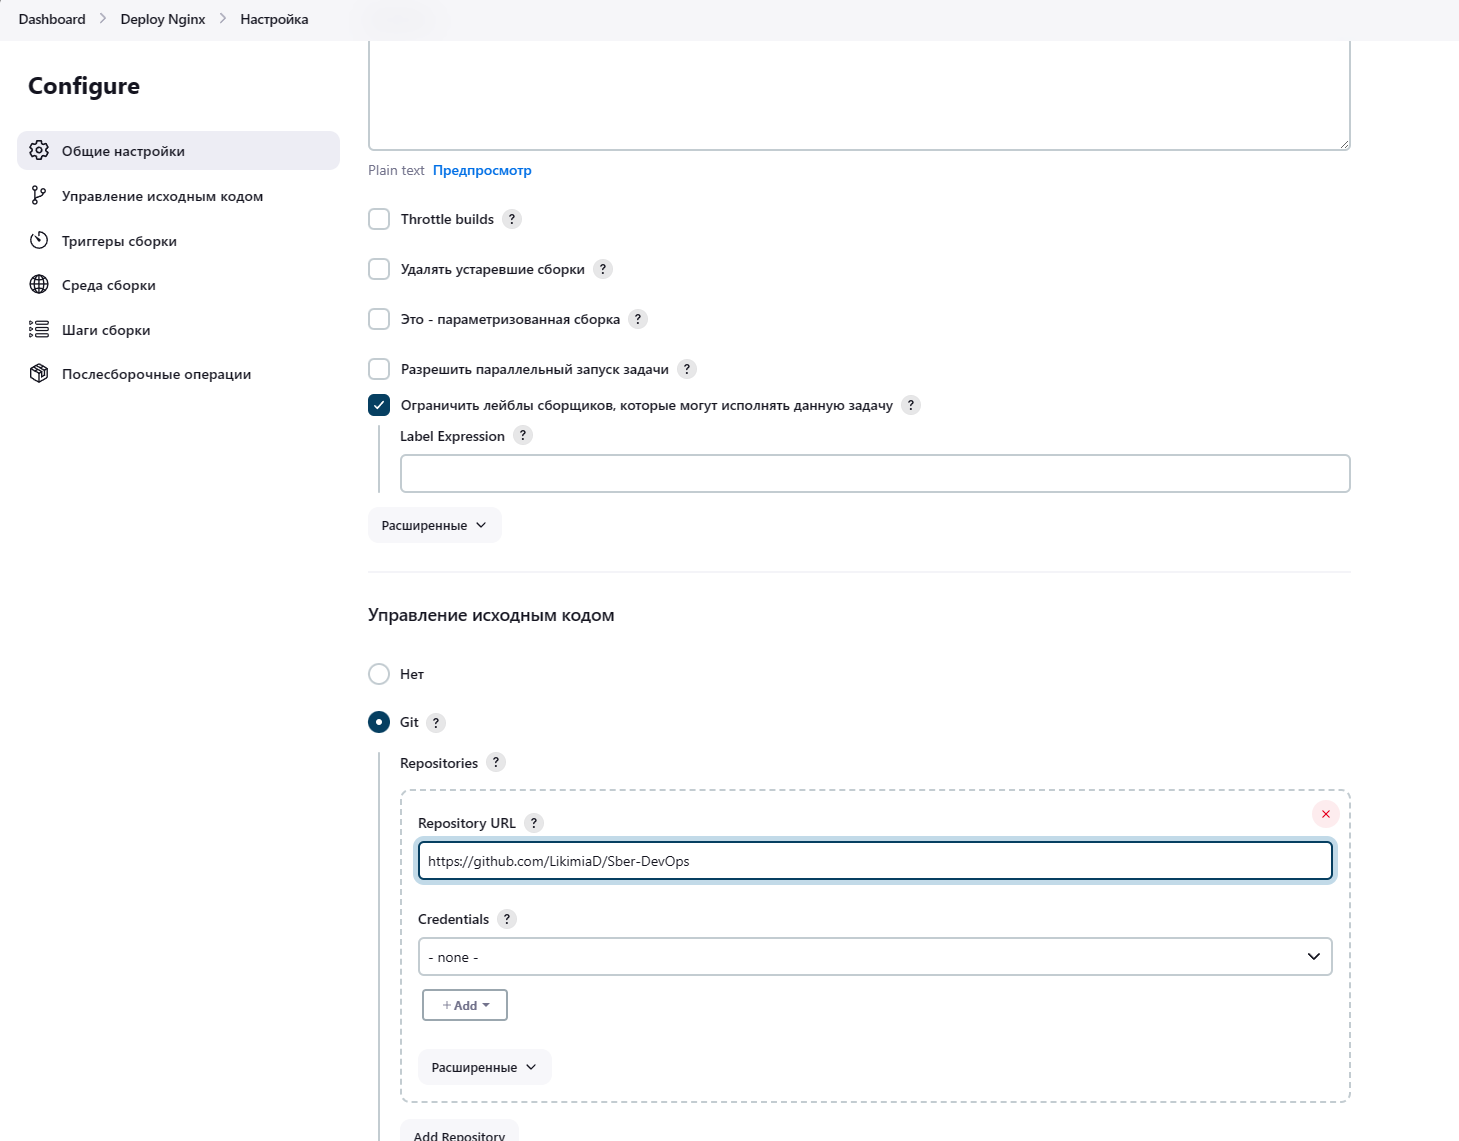 Dashboard > Deploy Nginx > Настройка
Configure
Общие настройки
Управление исходным кодом
Триггеры сборки
Среда сборки
Шаги сборки
Послесборочные операции
Plain text Предпросмотр
Throttle builds ?
Удалять устаревшие сборки ?
Это - параметризованная сборка ?
Разрешить параллельный запуск задачи ?
Ограничить лейблы сборщиков, которые могут исполнять данную задачу ?
Label Expression ?
Расширенные
Управление исходным кодом
Нет
Git ?
Repositories ?
Repository URL ?
https://github.com/LikimiaD/Sber-DevOps
Credentials ?
- none -
+ Add
Расширенные
Add Repository